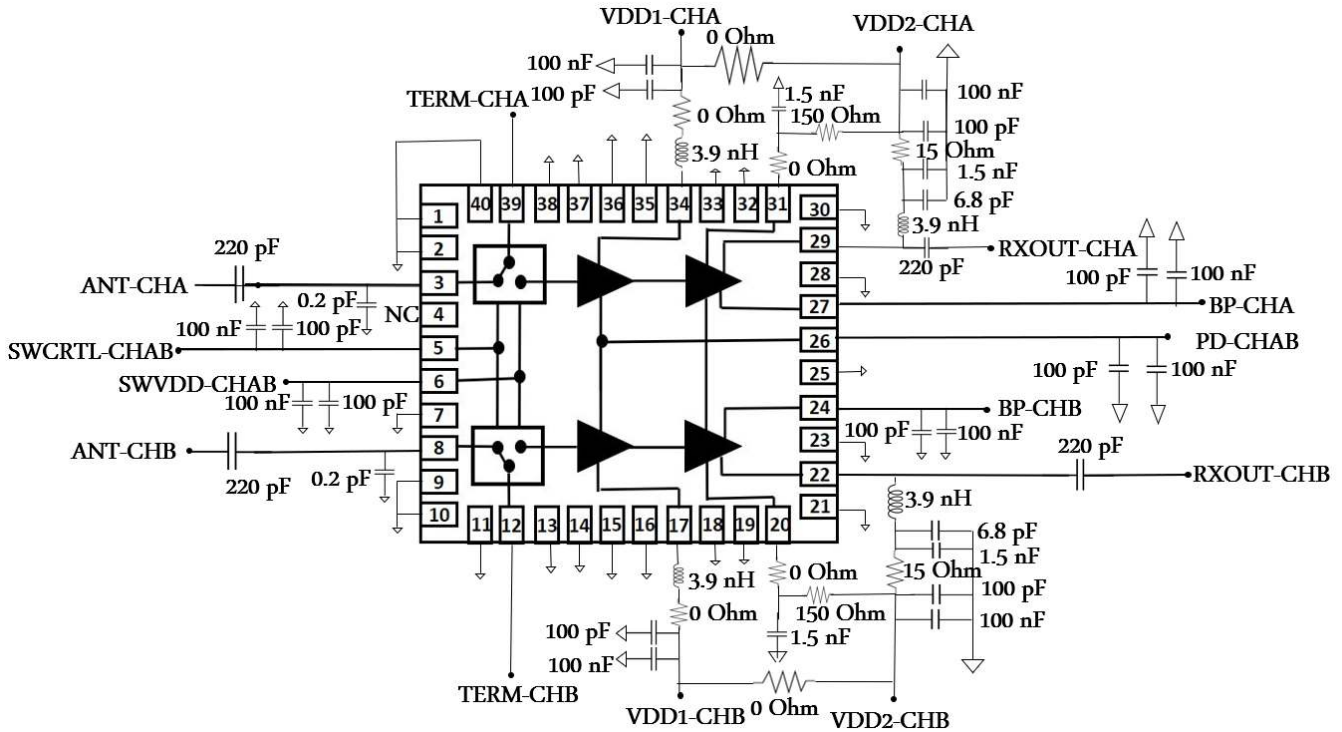 VDD1-CHA
0 Ohm
VDD2-CHA
100 nF
100 pF
TERM-CHA
0 Ohm
3.9 nH
1.5 nF
150 Ohm
0 Ohm
100 nF
100 pF
15 Ohm
1.5 nF
6.8 pF
3.9 nH
40 39 38 37 36 35 34 33 32 31
1
2
3
4
5
6
7
8
9
10
30
29
28
27
26
25
24
23
22
21
11 12 13 14 15 16 17 18 19 20
220 pF
ANT-CHA
0.2 pF
NC
100 nF
100 pF
SWCRTL-CHAB
SWVDD-CHAB
100 nF
100 pF
ANT-CHB
220 pF
0.2 pF
RXOUT-CHA
220 pF
100 pF
100 nF
BP-CHA
PD-CHAB
100 pF
100 nF
BP-CHB
100 pF
100 nF
220 pF
RXOUT-CHB
3.9 nH
6.8 pF
1.5 nF
15 Ohm
100 pF
100 nF
3.9 nH
0 Ohm
0 Ohm
150 Ohm
1.5 nF
100 pF
100 nF
TERM-CHB
VDD1-CHB
0 Ohm
VDD2-CHB